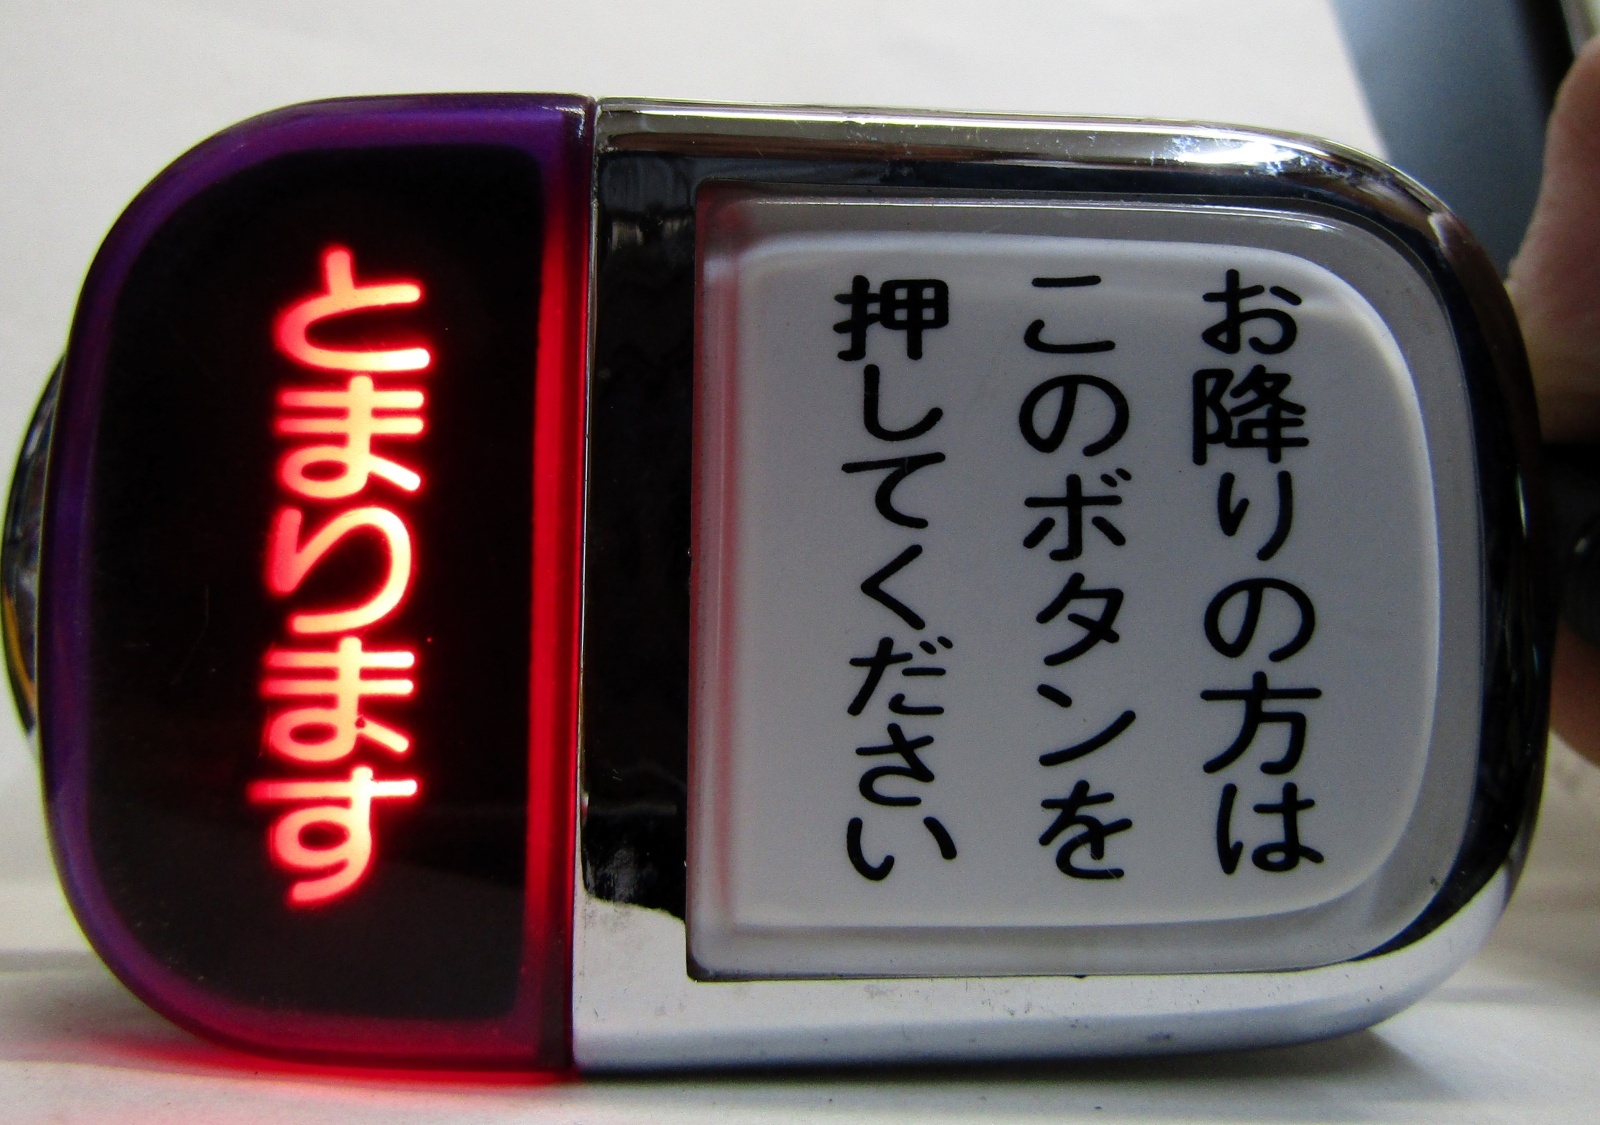 お降りの方は
このボタンを
押してください
とまります